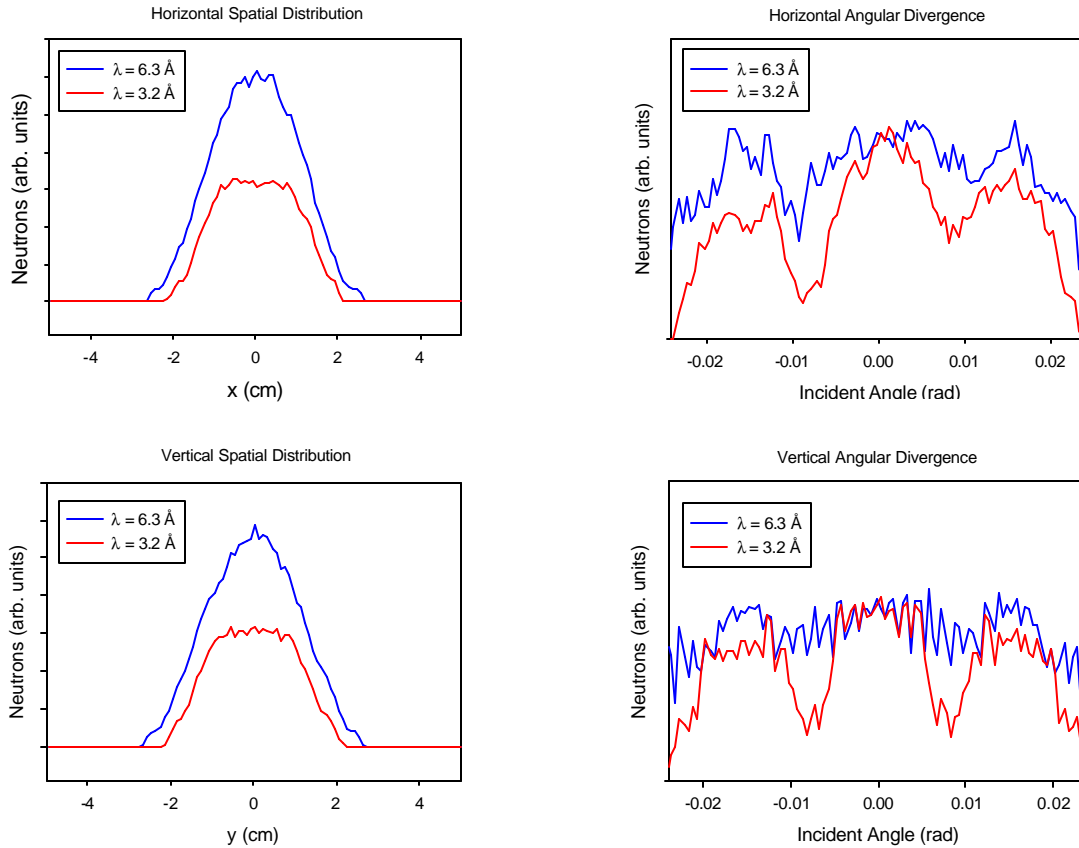 Horizontal Spatial Distribution
λ = 6.3 Å
λ = 3.2 Å
Neutrons (arb. units)
-4 -2 0 2 4
x (cm)
Horizontal Angular Divergence
λ = 6.3 Å
λ = 3.2 Å
Neutrons (arb. units)
-0.02 -0.01 0.00 0.01 0.02
Incident Angle (rad)
Vertical Spatial Distribution
λ = 6.3 Å
λ = 3.2 Å
Neutrons (arb. units)
-4 -2 0 2 4
y (cm)
Vertical Angular Divergence
λ = 6.3 Å
λ = 3.2 Å
Neutrons (arb. units)
-0.02 -0.01 0.00 0.01 0.02
Incident Angle (rad)